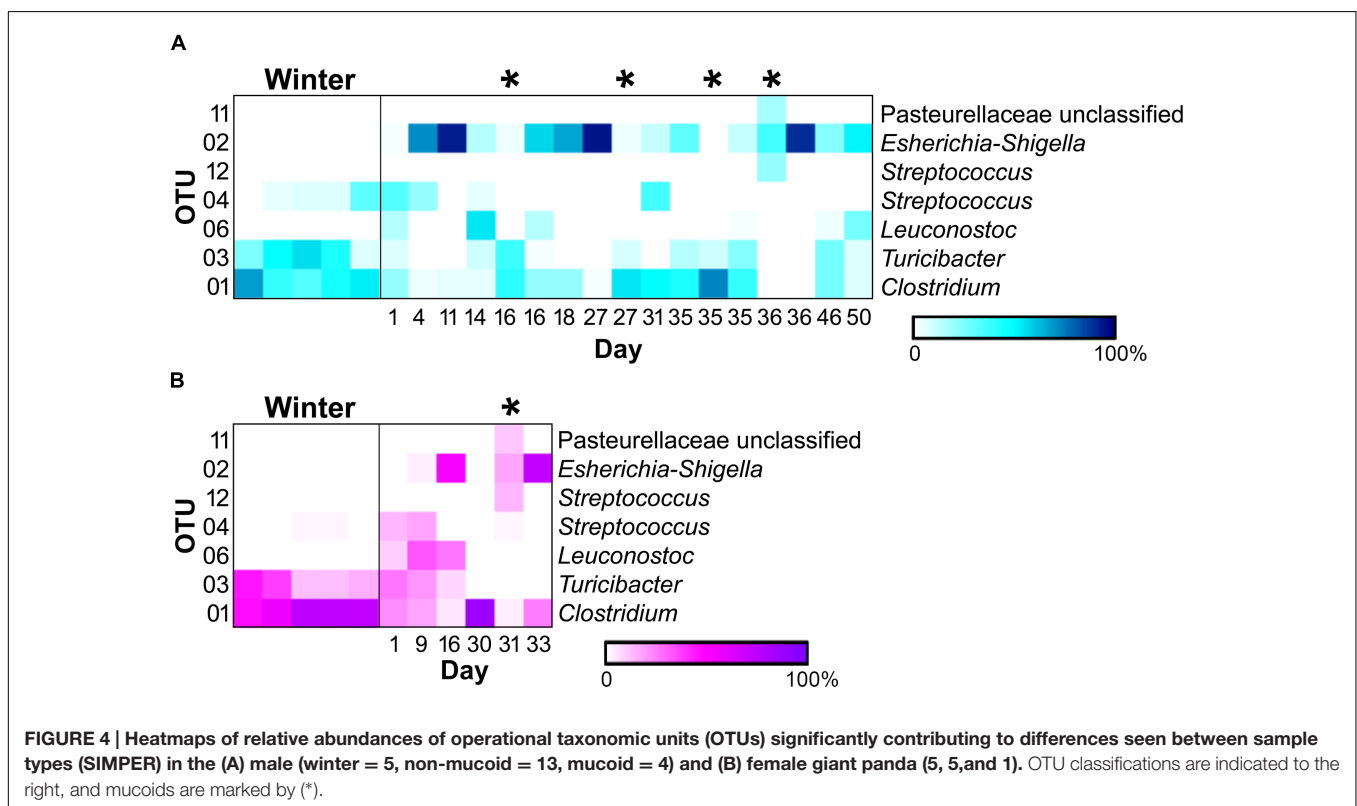 A
Winter * * * *
11 Pasteurellaceae unclassified
02 Esherichia-Shigella
12 Streptococcus
04 Streptococcus
06 Leuconostoc
03 Turicibacter
01 Clostridium
OTU
1 4 11 14 16 16 18 27 27 31 35 35 35 36 36 46 50
Day
0 100%
B
Winter *
11 Pasteurellaceae unclassified
02 Esherichia-Shigella
12 Streptococcus
04 Streptococcus
06 Leuconostoc
03 Turicibacter
01 Clostridium
OTU
1 9 16 30 31 33
Day
0 100%
FIGURE 4 | Heatmaps of relative abundances of operational taxonomic units (OTUs) significantly contributing to differences seen between sample
types (SIMPER) in the (A) male (winter = 5, non-mucoid = 13, mucoid = 4) and (B) female giant panda (5, 5,and 1). OTU classifications are indicated to the
right, and mucoids are marked by (*).